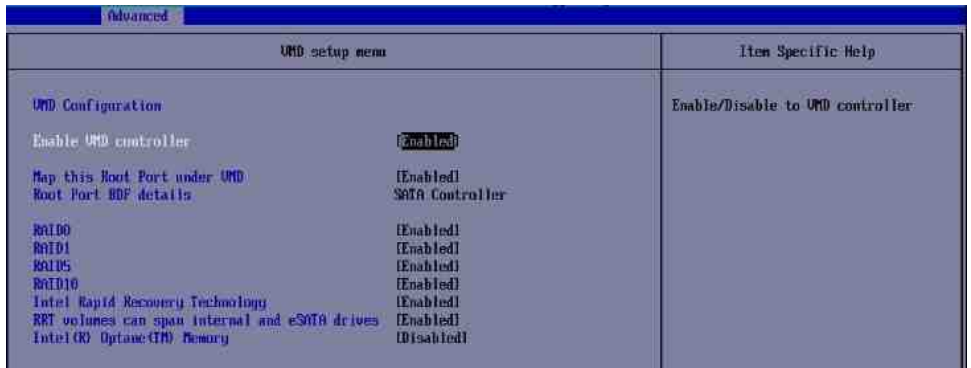 Advanced
VMD setup menu
Item Specific Help
VMD Configuration
Enable/Disable to VMD controller
Enable VMD controller [Enabled]
Map this Root Port under VMD [Enabled]
Root Port BDF details SATA Controller
RAID0 [Enabled]
RAID1 [Enabled]
RAID5 [Enabled]
RAID10 [Enabled]
Intel Rapid Recovery Technology [Enabled]
RRT volumes can span internal and eSATA drives [Enabled]
Intel(R) Optane(TM) Memory [Disabled]